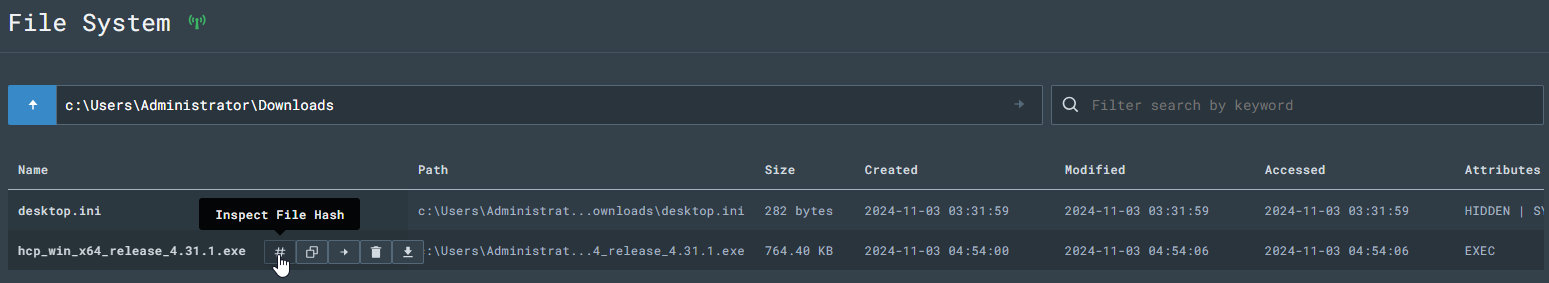 File System
c:\Users\Administrator\Downloads
Filter search by keyword
Name Path Size Created Modified Accessed Attributes
desktop.ini c:\Users\Administrat...ownloads\desktop.ini 282 bytes 2024-11-03 03:31:59 2024-11-03 03:31:59 2024-11-03 03:31:59 HIDDEN | SY
Inspect File Hash
hcp_win_x64_release_4.31.1.exe # :\Users\Administrat...4_release_4.31.1.exe 764.40 KB 2024-11-03 04:54:00 2024-11-03 04:54:06 2024-11-03 04:54:06 EXEC